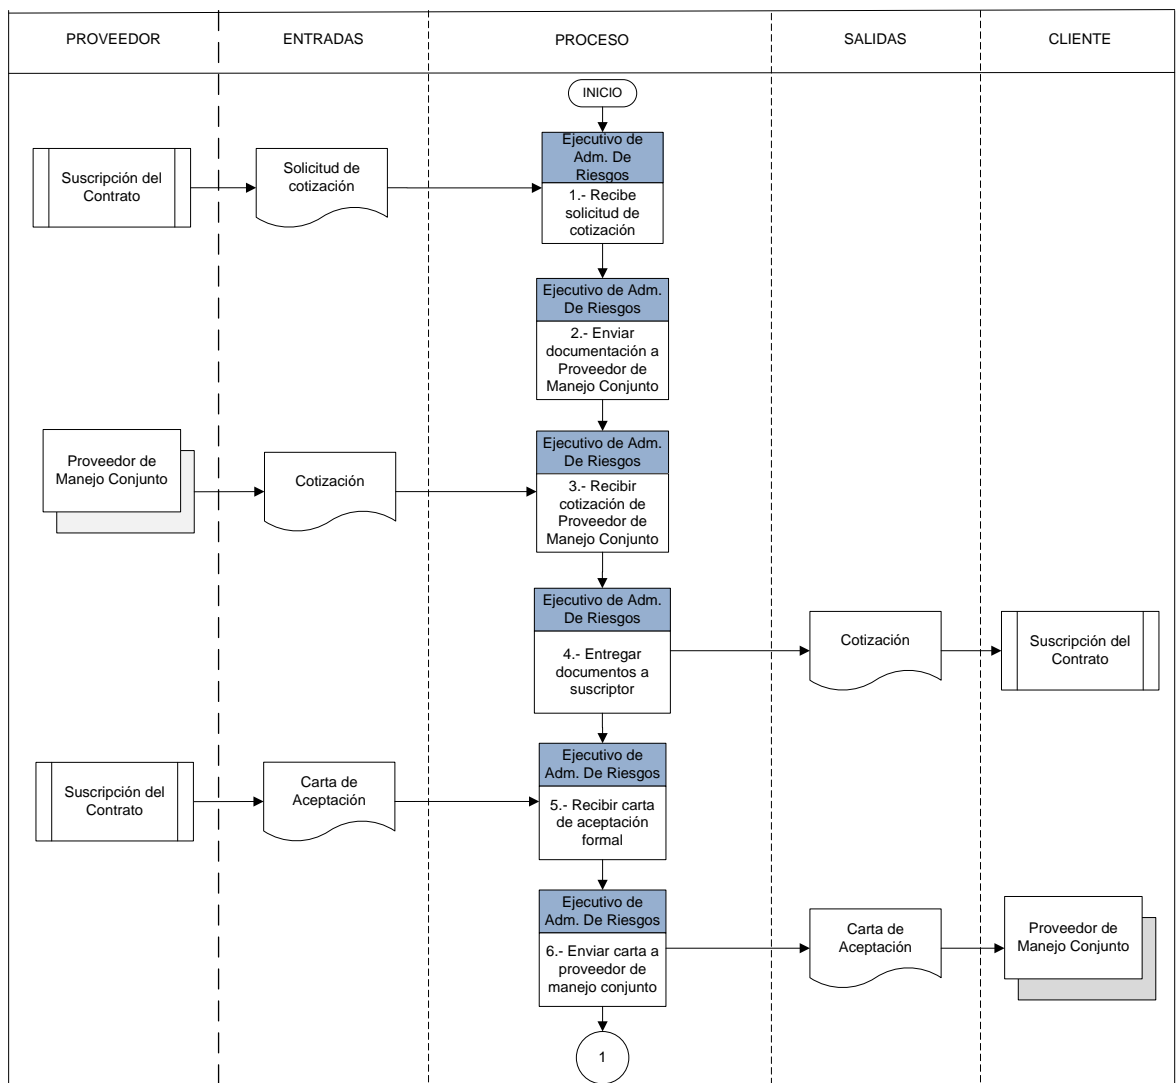 PROVEEDOR
ENTRADAS
PROCESO
SALIDAS
CLIENTE
INICIO
Suscripción del
Contrato
Solicitud de
cotización
Ejecutivo de
Adm. De
Riesgos
1.- Recibe
solicitud de
cotización
Ejecutivo de Adm.
De Riesgos
2.- Enviar
documentación a
Proveedor de
Manejo Conjunto
Proveedor de
Manejo Conjunto
Cotización
Ejecutivo de Adm.
De Riesgos
3.- Recibir
cotización de
Proveedor de
Manejo Conjunto
Ejecutivo de Adm.
De Riesgos
4.- Entregar
documentos a
suscriptor
Cotización
Suscripción del
Contrato
Suscripción del
Contrato
Carta de
Aceptación
Ejecutivo de
Adm. De Riesgos
5.- Recibir carta
de aceptación
formal
Ejecutivo de
Adm. De Riesgos
6.- Enviar carta a
proveedor de
manejo conjunto
Carta de
Aceptación
Proveedor de
Manejo Conjunto
1